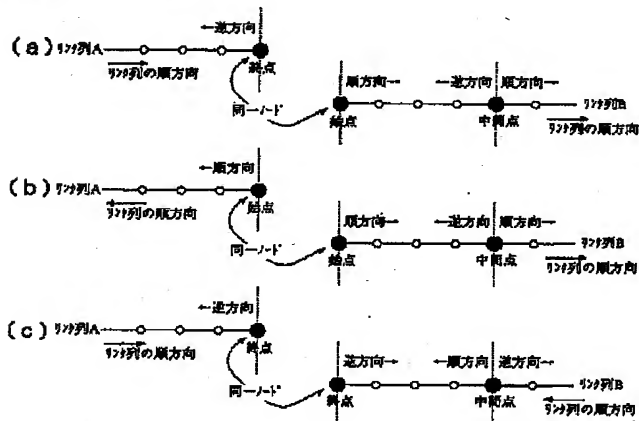 ←逆方向
(a) リンク列A
リンク列の順方向
終点
順方向→ ←逆方向 順方向→
同一ノード
リンク列B
始点
中間点
リンク列の順方向
←順方向
(b) リンク列A
リンク列の順方向
始点
順方向→ ←逆方向 順方向→
同一ノード
リンク列B
始点
中間点
リンク列の順方向
←逆方向
(c) リンク列A
リンク列の順方向
終点
逆方向→ ←順方向 逆方向→
同一ノード
リンク列B
終点
中間点
リンク列の順方向